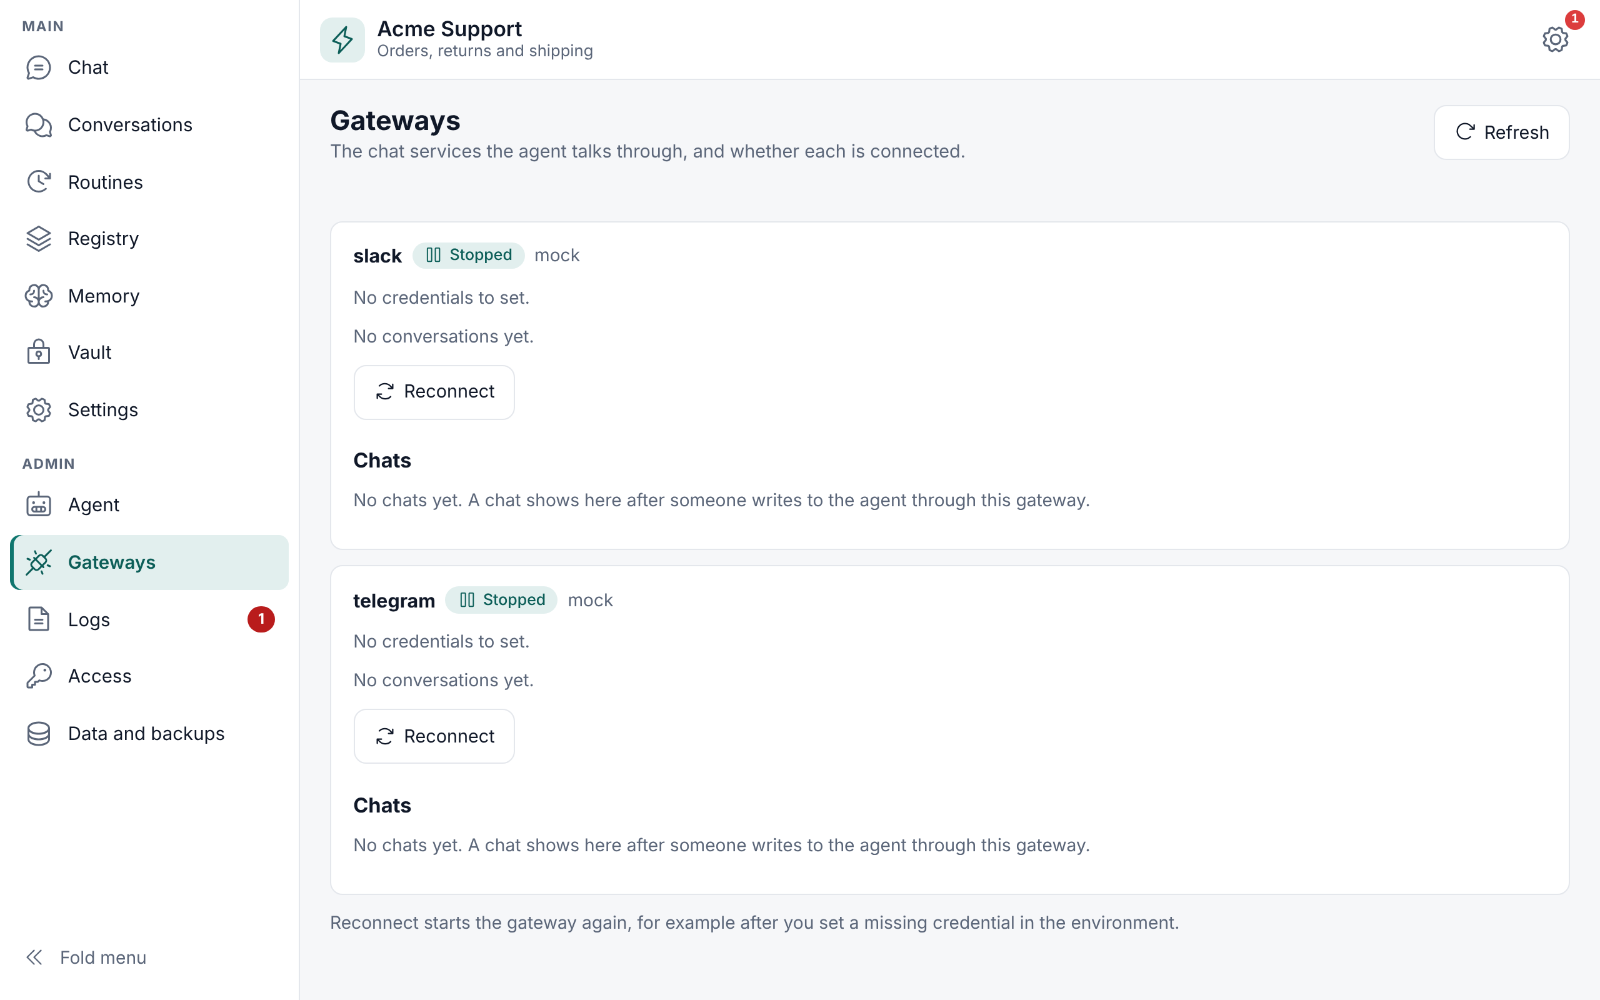 MAIN
Chat
Conversations
Routines
Registry
Memory
Vault
Settings
ADMIN
Agent
Gateways
Logs
1
Access
Data and backups
Fold menu
Acme Support
Orders, returns and shipping
1
Gateways
The chat services the agent talks through, and whether each is connected.
Refresh
slack Stopped mock
No credentials to set.
No conversations yet.
Reconnect
Chats
No chats yet. A chat shows here after someone writes to the agent through this gateway.
telegram Stopped mock
No credentials to set.
No conversations yet.
Reconnect
Chats
No chats yet. A chat shows here after someone writes to the agent through this gateway.
Reconnect starts the gateway again, for example after you set a missing credential in the environment.